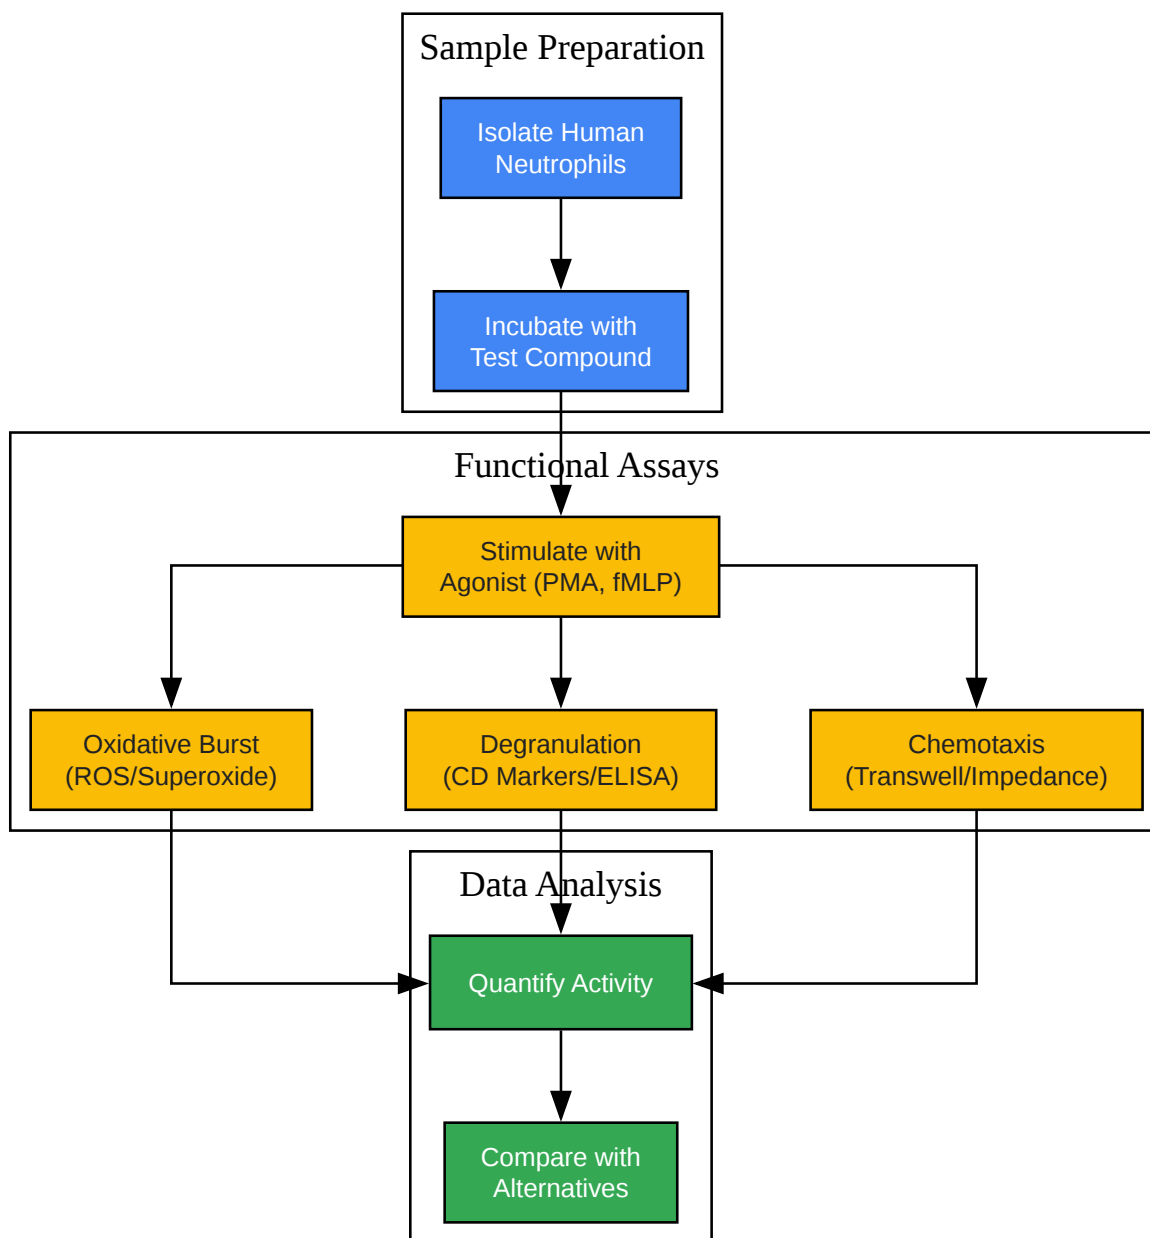 Sample Preparation
Isolate Human
Neutrophils
Incubate with
Test Compound
Functional Assays
Stimulate with
Agonist (PMA, fMLP)
Oxidative Burst
(ROS/Superoxide)
Degranulation
(CD Markers/ELISA)
Chemotaxis
(Transwell/Impedance)
Data Analysis
Quantify Activity
Compare with
Alternatives